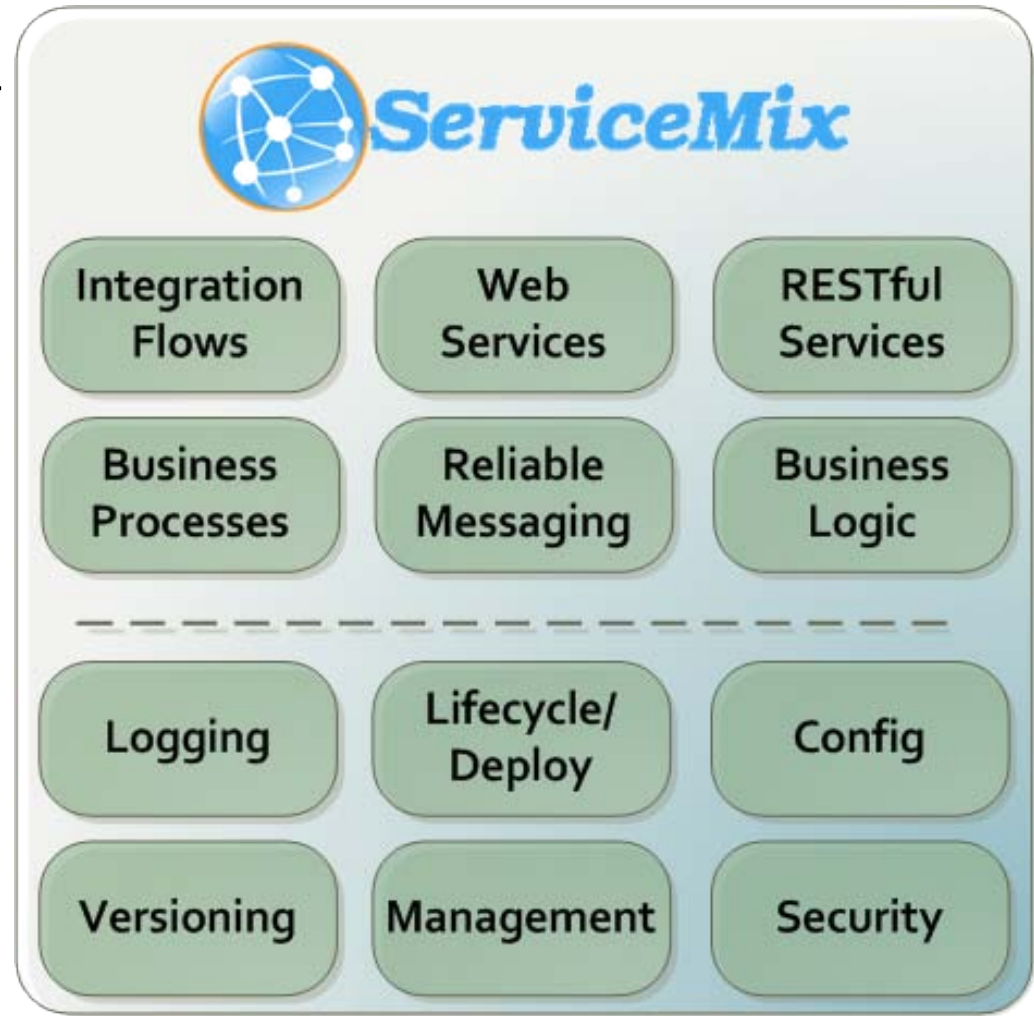 ServiceMix
Integration
Flows
Web
Services
RESTful
Services
Business
Processes
Reliable
Messaging
Business
Logic
Logging
Lifecycle/
Deploy
Config
Versioning
Management
Security